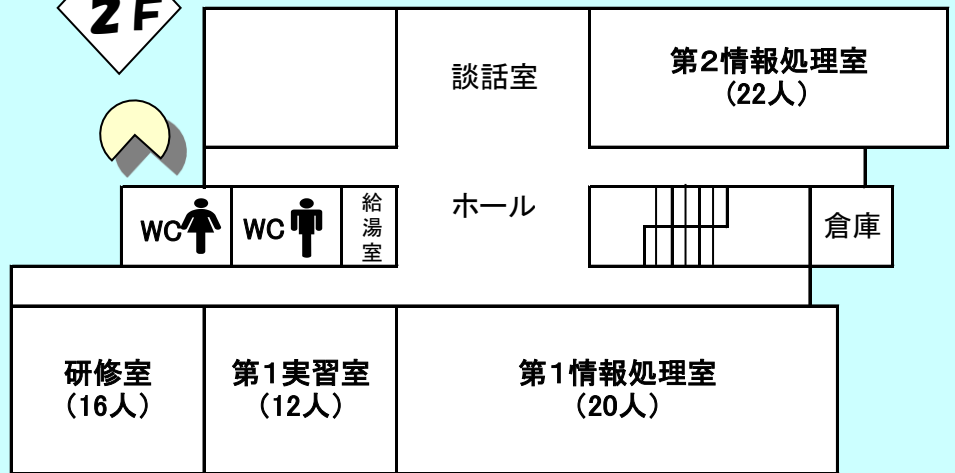 2F
談話室
第2情報処理室
(22人)
WC
WC
給湯室
ホール
倉庫
研修室
(16人)
第1実習室
(12人)
第1情報処理室
(20人)